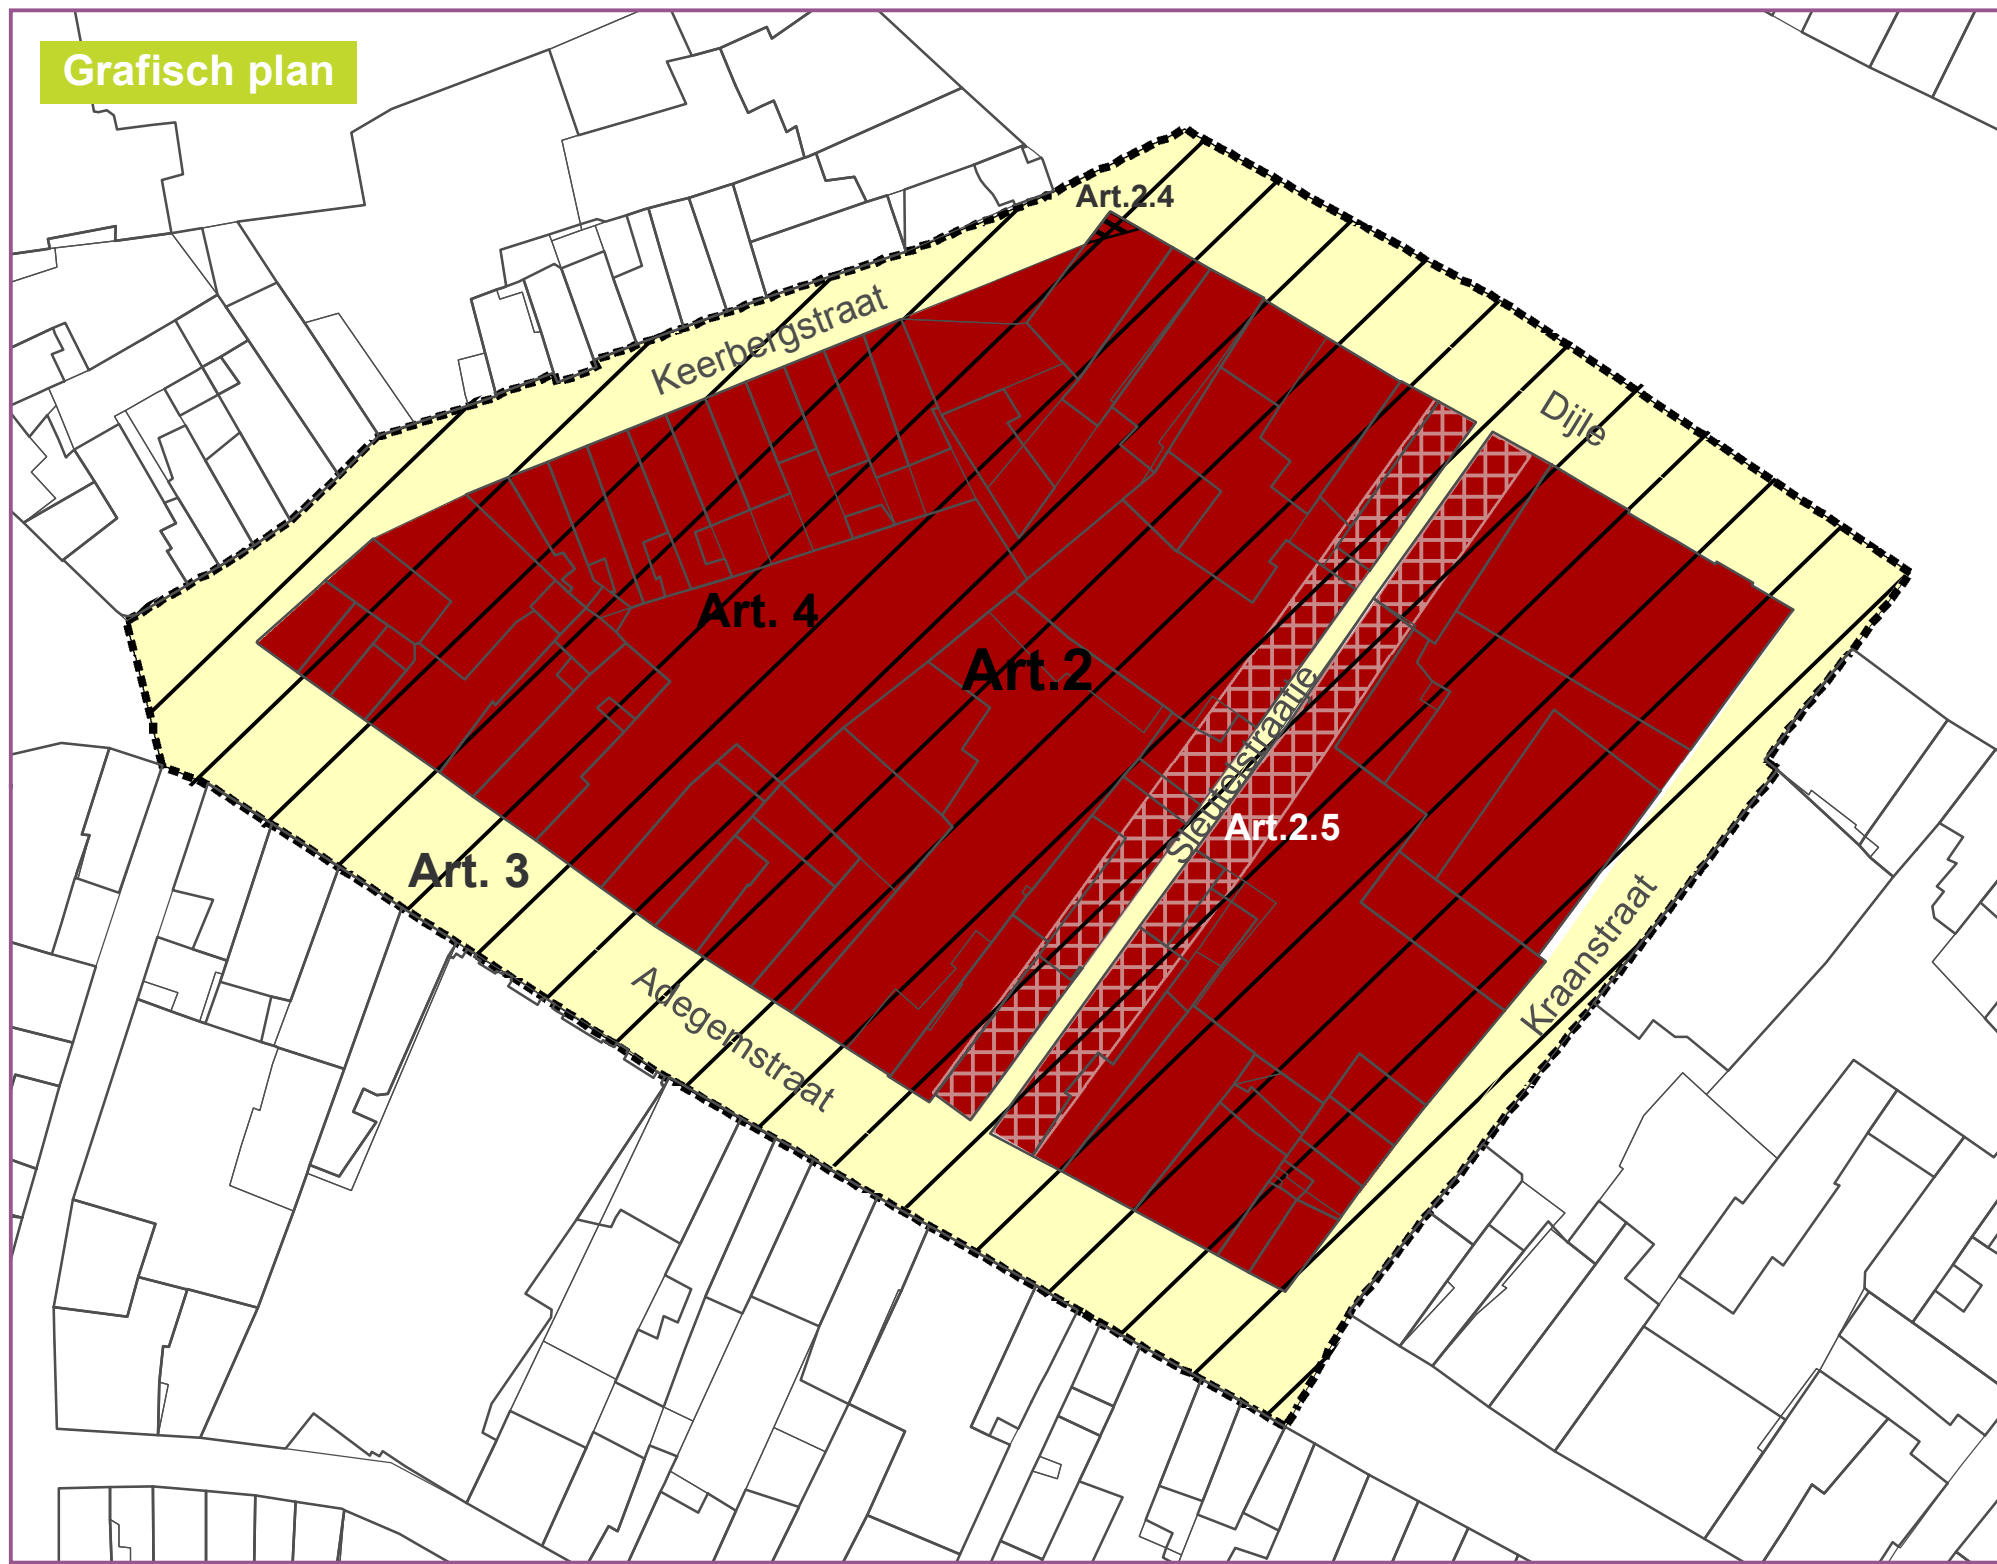 Grafisch plan
Art.2.4
Keerbergstraat
Dijle
Art. 4
Art.2
Sleutelstraatje
Art.2.5
Art. 3
Kraanstraat
Adegemstraat